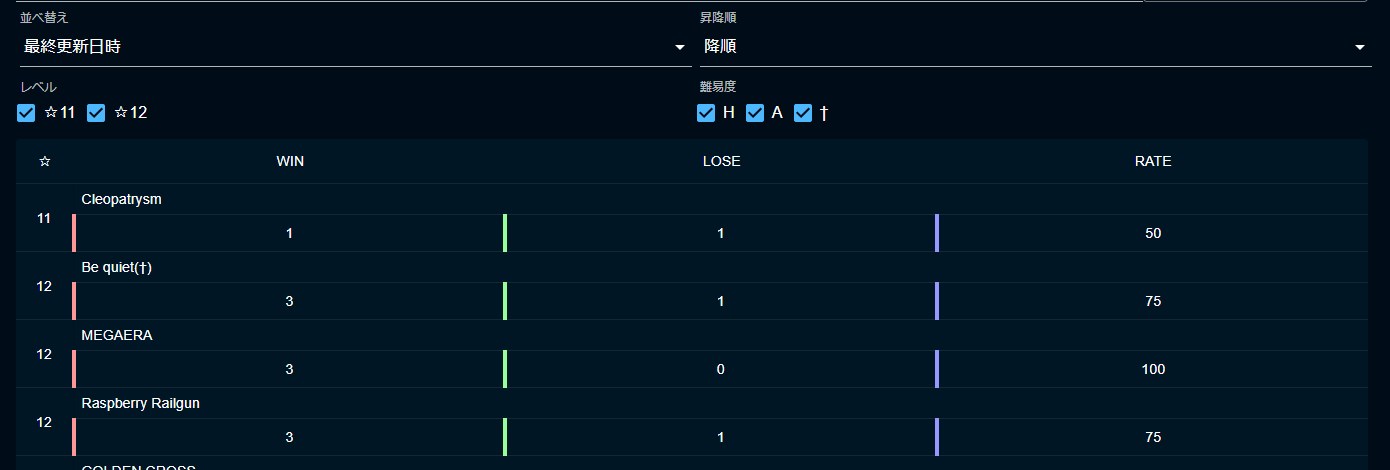 並べ替え 昇降順
最終更新日時 降順
レベル 難易度
☆11 ☆12 H A †
☆ WIN LOSE RATE
Cleopatrysm
11 1 1 50
Be quiet(†)
12 3 1 75
MEGAERA
12 3 0 100
Raspberry Railgun
12 3 1 75
GOLDEN CROSS